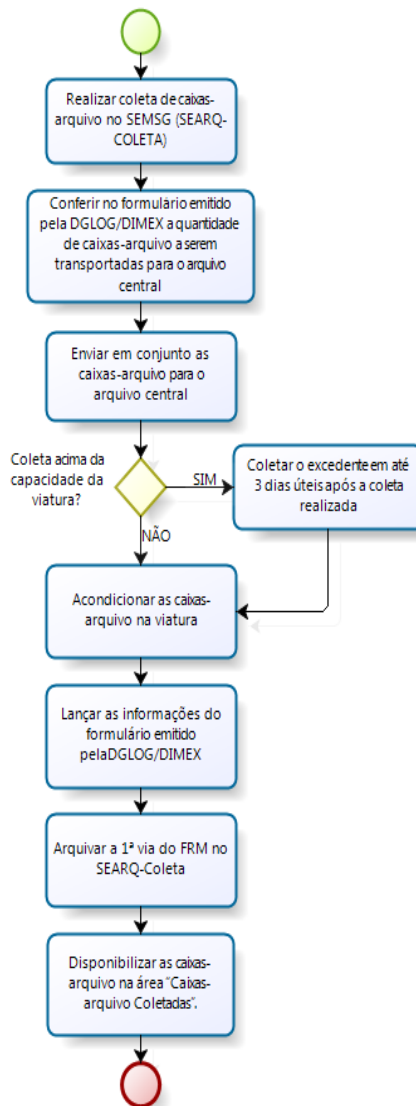 Realizar coleta de caixas-
arquivo no SEMSG (SEARQ-
COLETA)
Conferir no formulário emitido
pela DGLOG/DIMEX a quantidade
de caixas-arquivo a serem
transportadas para o arquivo
central
Enviar em conjunto as
caixas-arquivo para o
arquivo central
Coleta acima da
capacidade da
viatura?
SIM
Coletar o excedente em até
3 dias úteis após a coleta
realizada
NÃO
Acondicionar as caixas-
arquivo na viatura
Lançar as informações do
formulário emitido
pelaDGLOG/DIMEX
Arquivar a 1ª via do FRM no
SEARQ-Coleta
Disponibilizar as caixas-
arquivo na área “Caixas-
arquivo Coletadas”.